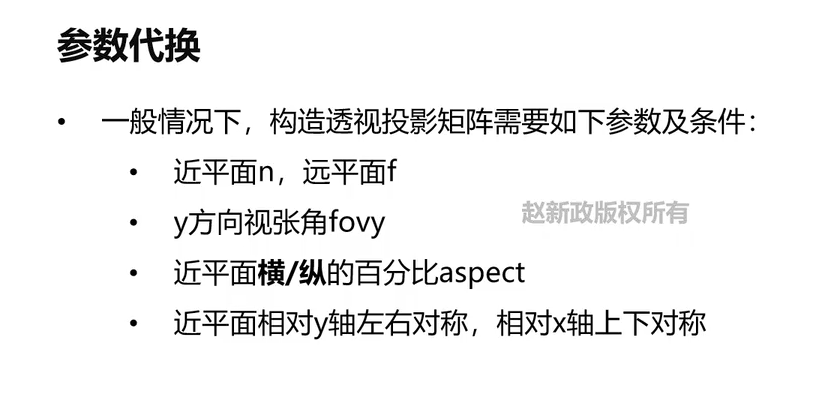 参数代换
• 一般情况下，构造透视投影矩阵需要如下参数及条件：
• 近平面n，远平面f
• y方向视张角fovy
赵新政版权所有
• 近平面横/纵的百分比aspect
• 近平面相对y轴左右对称，相对x轴上下对称